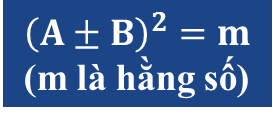 (A ± B)² = m
(m là hằng số)